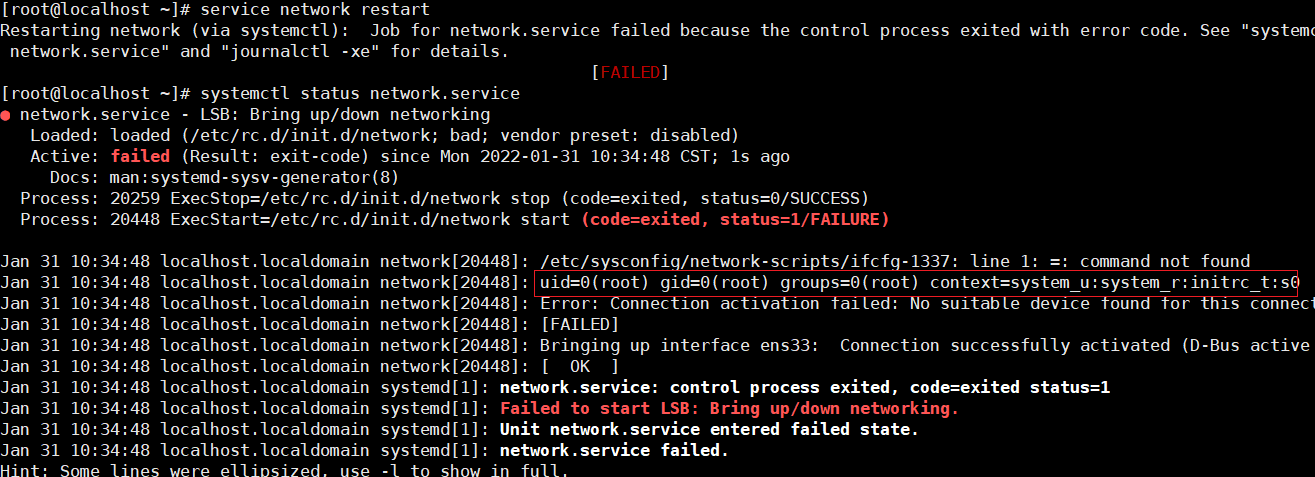 [root@localhost ~]# service network restart
Restarting network (via systemctl):  Job for network.service failed because the control process exited with error code. See "systemc
 network.service" and "journalctl -xe" for details.
                                                           [FAILED]
[root@localhost ~]# systemctl status network.service
● network.service - LSB: Bring up/down networking
   Loaded: loaded (/etc/rc.d/init.d/network; bad; vendor preset: disabled)
   Active: failed (Result: exit-code) since Mon 2022-01-31 10:34:48 CST; 1s ago
     Docs: man:systemd-sysv-generator(8)
  Process: 20259 ExecStop=/etc/rc.d/init.d/network stop (code=exited, status=0/SUCCESS)
  Process: 20448 ExecStart=/etc/rc.d/init.d/network start (code=exited, status=1/FAILURE)
Jan 31 10:34:48 localhost.localdomain network[20448]: /etc/sysconfig/network-scripts/ifcfg-1337: line 1: =: command not found
Jan 31 10:34:48 localhost.localdomain network[20448]: uid=0(root) gid=0(root) groups=0(root) context=system_u:system_r:initrc_t:s0
Jan 31 10:34:48 localhost.localdomain network[20448]: Error: Connection activation failed: No suitable device found for this connect
Jan 31 10:34:48 localhost.localdomain network[20448]: [FAILED]
Jan 31 10:34:48 localhost.localdomain network[20448]: Bringing up interface ens33:  Connection successfully activated (D-Bus active
Jan 31 10:34:48 localhost.localdomain network[20448]: [  OK  ]
Jan 31 10:34:48 localhost.localdomain systemd[1]: network.service: control process exited, code=exited status=1
Jan 31 10:34:48 localhost.localdomain systemd[1]: Failed to start LSB: Bring up/down networking.
Jan 31 10:34:48 localhost.localdomain systemd[1]: Unit network.service entered failed state.
Jan 31 10:34:48 localhost.localdomain systemd[1]: network.service failed.
Hint: Some lines were ellipsized, use -l to show in full.